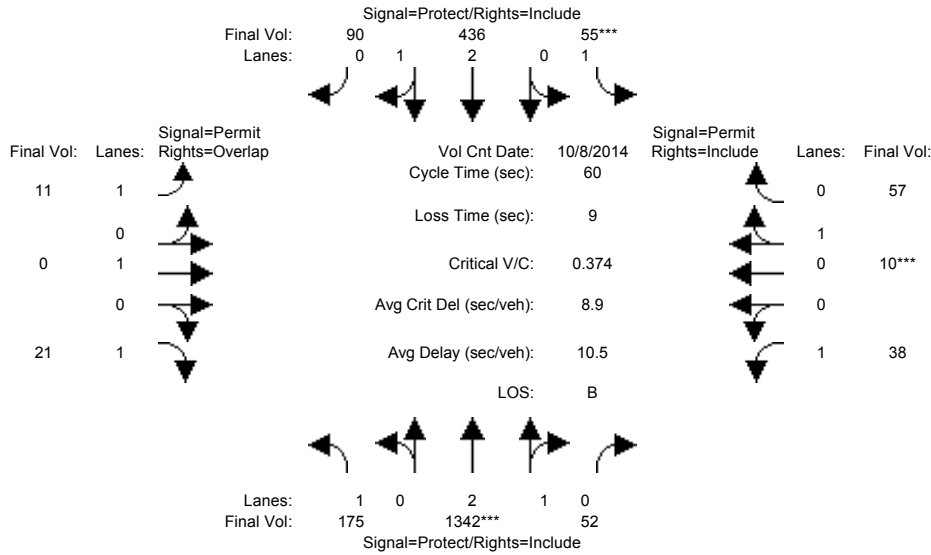 Signal=Protect/Rights=Include
Final Vol: 90 436 55***
Lanes: 0 1 2 0 1
Signal=Permit Signal=Permit
Final Vol: Lanes: Rights=Overlap Vol Cnt Date: 10/8/2014 Rights=Include Lanes: Final Vol:
Cycle Time (sec): 60
11 1 0 57
Loss Time (sec): 9
0 1
0 1 Critical V/C: 0.374 0 10***
0 Avg Crit Del (sec/veh): 8.9 0
21 1 Avg Delay (sec/veh): 10.5 1 38
LOS: B
Lanes: 1 0 2 1 0
Final Vol: 175 1342*** 52
Signal=Protect/Rights=Include